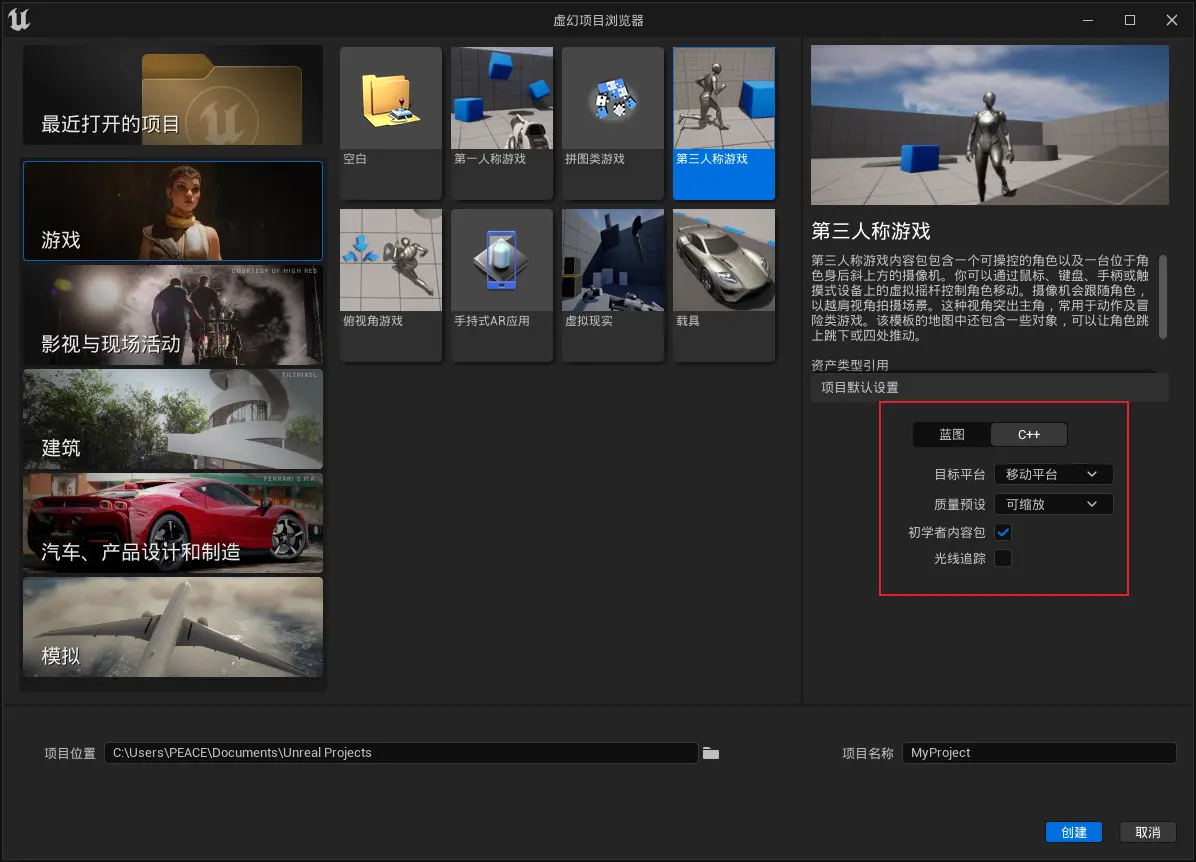 虚幻项目浏览器
最近打开的项目
游戏
COURTESY OF HIGH RES
影视与现场活动
TILTPIXEL
建筑
FERRARI S.P.A.
汽车、产品设计和制造
模拟
空白
第一人称游戏
拼图类游戏
第三人称游戏
俯视角游戏
手持式AR应用
虚拟现实
载具
第三人称游戏
第三人称游戏内容包包含一个可操控的角色以及一台位于角
色身后斜上方的摄像机。你可以通过鼠标、键盘、手柄或触
摸式设备上的虚拟摇杆控制角色移动。摄像机会跟随角色，
以越肩视角拍摄场景。这种视角突出主角，常用于动作及冒
险类游戏。该模板的地图中还包含一些对象，可以让角色跳
上跳下或四处推动。
资产类型引用
项目默认设置
蓝图 C++
目标平台 移动平台
质量预设 可缩放
初学者内容包
光线追踪
项目位置 C:\Users\PEACE\Documents\Unreal Projects
项目名称 MyProject
创建 取消